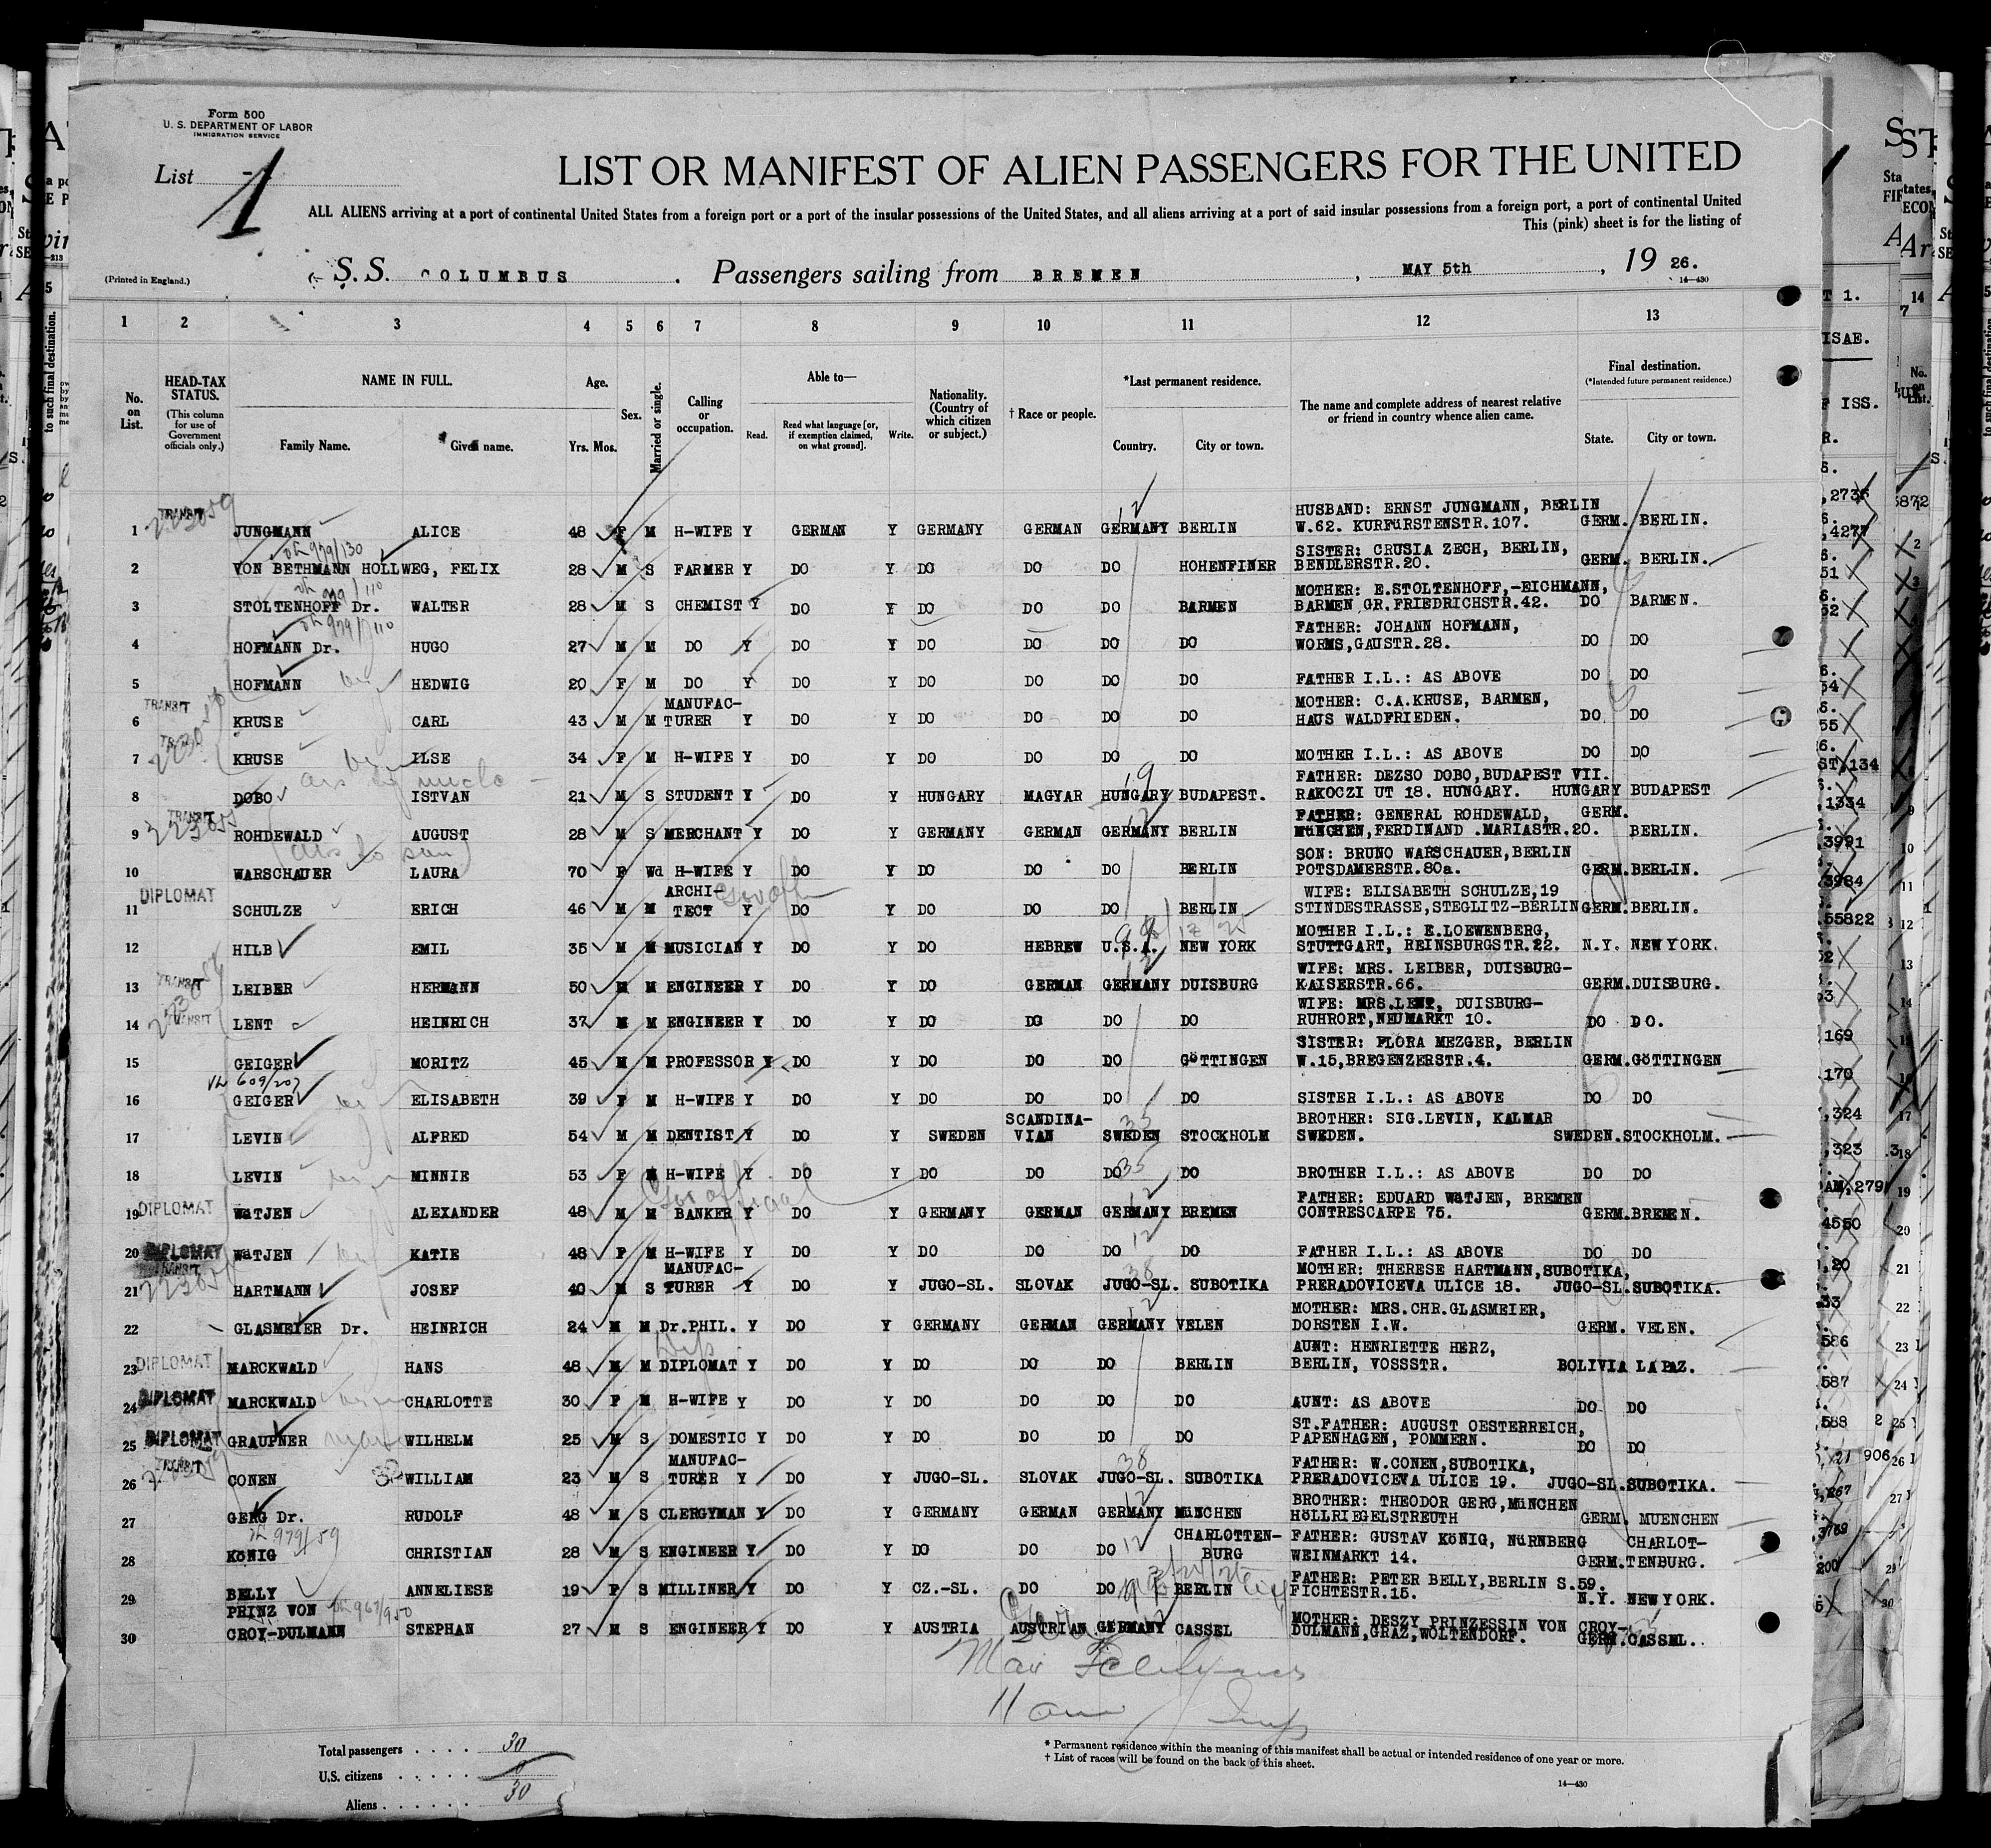 Form 500
U. S. DEPARTMENT OF LABOR
IMMIGRATION SERVICE
List 1
LIST OR MANIFEST OF ALIEN PASSENGERS FOR THE UNITED
ALL ALIENS arriving at a port of continental United States from a foreign port or a port of the insular possessions of the United States, and all aliens arriving at a port of said insular possessions from a foreign port, a port of continental United
This (pink) sheet is for the listing of
(Printed in England.)
S.S. COLUMBUS . Passengers sailing from BREMEN , MAY 5th , 19 26.
14—430
1 2 3 4 5 6 7 8 9 10 11 12 13
No. on List.
HEAD-TAX STATUS. (This column for use of Government officials only.)
NAME IN FULL. Family Name. Given name.
Age. Yrs. Mos.
Sex.
Married or single.
Calling or occupation.
Able to— Read. Read what language [or, if exemption claimed, on what ground]. Write.
Nationality. (Country of which citizen or subject.)
† Race or people.
*Last permanent residence. Country. City or town.
The name and complete address of nearest relative or friend in country whence alien came.
Final destination. (*Intended future permanent residence.) State. City or town.
TRANSIT
1 JUNGMANN ALICE 48 F M H-WIFE Y GERMAN Y GERMANY GERMAN GERMANY BERLIN HUSBAND: ERNST JUNGMANN, BERLIN W.62. KURFüRSTENSTR.107. GERM. BERLIN.
979/130
2 VON BETHMANN HOLLWEG, FELIX 28 M S FARMER Y DO Y DO DO DO HOHENFINER SISTER: CRUSIA ZECH, BERLIN, BENDLERSTR.20. GERM. BERLIN.
979/110
3 STOLTENHOFF Dr. WALTER 28 M S CHEMIST Y DO Y DO DO DO BARMEN MOTHER: E.STOLTENHOFF,-EICHMANN, BARMEN GR.FRIEDRICHSTR.42. DO BARMEN.
979/110
4 HOFMANN Dr. HUGO 27 M M DO Y DO Y DO DO DO DO FATHER: JOHANN HOFMANN, WORMS,GAUSTR.28. DO DO
5 HOFMANN HEDWIG 20 F M DO Y DO Y DO DO DO DO FATHER I.L.: AS ABOVE DO DO
TRANSIT
6 KRUSE CARL 43 M M MANUFAC-TURER Y DO Y DO DO DO DO MOTHER: C.A.KRUSE, BARMEN, HAUS WALDFRIEDEN. DO DO
7 KRUSE ILSE 34 F M H-WIFE Y DO Y DO DO DO DO MOTHER I.L.: AS ABOVE DO DO
8 DOBO ISTVAN 21 M S STUDENT Y DO Y HUNGARY MAGYAR HUNGARY BUDAPEST. FATHER: DEZSO DOBO,BUDAPEST VII. RAKOCZI UT 18. HUNGARY. HUNGARY BUDAPEST
TRANSIT
9 ROHDEWALD AUGUST 28 M S MERCHANT Y DO Y GERMANY GERMAN GERMANY BERLIN FATHER: GENERAL ROHDEWALD, MüNCHEN,FERDINAND .MARIASTR.20. GERM. BERLIN.
10 WARSCHAUER LAURA 70 F Wd H-WIFE Y DO Y DO DO DO BERLIN SON: BRUNO WARSCHAUER,BERLIN POTSDAMERSTR.80a. GERM.BERLIN.
DIPLOMAT
11 SCHULZE ERICH 46 M M ARCHI-TECT Y DO Y DO DO DO BERLIN WIFE: ELISABETH SCHULZE,19 STINDESTRASSE,STEGLITZ-BERLIN GERM.BERLIN.
12 HILB EMIL 35 M M MUSICIAN Y DO Y DO HEBREW U.S.A. NEW YORK MOTHER I.L.: E.LOEWENBERG, STUTTGART, REINSBURGSTR.22. N.Y. NEW YORK.
TRANSIT
13 LEIBER HERMANN 50 M M ENGINEER Y DO Y DO GERMAN GERMANY DUISBURG WIFE: MRS. LEIBER, DUISBURG-KAISERSTR.66. GERM.DUISBURG.
TRANSIT
14 LENT HEINRICH 37 M M ENGINEER Y DO Y DO DO DO DO WIFE: MRS.LENT, DUISBURG-RUHRORT,NEUMARKT 10. DO DO.
15 GEIGER MORITZ 45 M M PROFESSOR Y DO Y DO DO DO GöTTINGEN SISTER: FLORA MEZGER, BERLIN W.15,BREGENZERSTR.4. GERM.GöTTINGEN
609/207
16 GEIGER ELISABETH 39 F M H-WIFE Y DO Y DO DO DO DO SISTER I.L.: AS ABOVE DO DO
17 LEVIN ALFRED 54 M M DENTIST Y DO Y SWEDEN SCANDINA-VIAN SWEDEN STOCKHOLM BROTHER: SIG.LEVIN, KALMAR SWEDEN. SWEDEN.STOCKHOLM.
18 LEVIN MINNIE 53 F M H-WIFE Y DO Y DO DO DO DO BROTHER I.L.: AS ABOVE DO DO
19 DIPLOMAT WäTJEN ALEXANDER 48 M M BANKER Y DO Y GERMANY GERMAN GERMANY BREMEN FATHER: EDUARD WäTJEN, BREMEN CONTRESCARPE 75. GERM.BREMEN.
20 DIPLOMAT WäTJEN KATIE 48 F M H-WIFE Y DO Y DO DO DO DO FATHER I.L.: AS ABOVE DO DO
TRANSIT
21 HARTMANN JOSEF 40 M S MANUFAC-TURER Y DO Y JUGO-SL. SLOVAK JUGO-SL. SUBOTIKA MOTHER: THERESE HARTMANN,SUBOTIKA, PRERADOVICEVA ULICE 18. JUGO-SL.SUBOTIKA.
22 GLASMEIER Dr. HEINRICH 24 M M Dr.PHIL. Y DO Y GERMANY GERMAN GERMANY VELEN MOTHER: MRS.CHR.GLASMEIER, DORSTEN I.W. GERM. VELEN.
23 DIPLOMAT MARCKWALD HANS 48 M M DIPLOMAT Y DO Y DO DO DO BERLIN AUNT: HENRIETTE HERZ, BERLIN, VOSSSTR. BOLIVIA LAPAZ.
24 DIPLOMAT MARCKWALD CHARLOTTE 30 F M H-WIFE Y DO Y DO DO DO DO AUNT: AS ABOVE DO DO
25 DIPLOMAT GRAUPNER WILHELM 25 M S DOMESTIC Y DO Y DO DO DO DO ST.FATHER: AUGUST OESTERREICH, PAPENHAGEN, POMMERN. DO DO
TRANSIT
26 CONEN WILLIAM 23 M S MANUFAC-TURER Y DO Y JUGO-SL. SLOVAK JUGO-SL. SUBOTIKA FATHER: W.CONEN,SUBOTIKA, PRERADOVICEVA ULICE 19. JUGO-SL.SUBOTIKA.
27 GERG Dr. RUDOLF 48 M S CLERGYMAN Y DO Y GERMANY GERMAN GERMANY MüNCHEN BROTHER: THEODOR GERG,MüNCHEN HöLLRIEGELSTREUTH GERM. MUENCHEN
979/59
28 KöNIG CHRISTIAN 28 M S ENGINEER Y DO Y DO DO DO CHARLOTTEN-BURG FATHER: GUSTAV KöNIG, NüRNBERG WEINMARKT 14. GERM. CHARLOT-TENBURG.
29 BELLY ANNELIESE 19 F S MILLINER Y DO Y CZ.-SL. DO DO BERLIN FATHER: PETER BELLY,BERLIN S.59. FICHTESTR.15. N.Y. NEW YORK.
30 PRINZ VON CROY-DULMANN STEPHAN 27 M S ENGINEER Y DO Y AUSTRIA AUSTRIAN GERMANY CASSEL MOTHER: DESZY PRINZESSIN VON CROY-DULMANN,GRAZ,WOLTENDORF. GERM.CASSEL.
Total passengers . . . . 30
U.S. citizens . . . . . 0
Aliens . . . . . . 30
* Permanent residence within the meaning of this manifest shall be actual or intended residence of one year or more.
† List of races will be found on the back of this sheet.
14—430